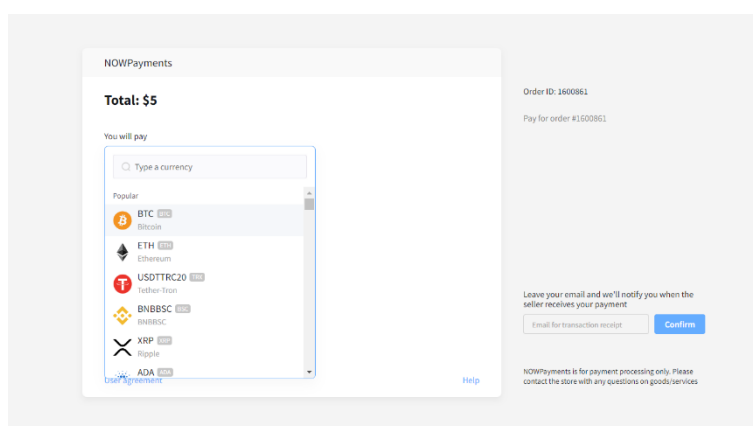 NOWPayments
Total: $5
You will pay
Type a currency
Popular
BTC BTC
Bitcoin
ETH ETH
Ethereum
USDTTRC20 TRX
Tether-Tron
BNBBSC BSC
BNBBSC
XRP XRP
Ripple
ADA ADA
User agreement
Help
Order ID: 1600861
Pay for order #1600861
Leave your email and we'll notify you when the
seller receives your payment
Email for transaction receipt
Confirm
NOWPayments is for payment processing only. Please
contact the store with any questions on goods/services